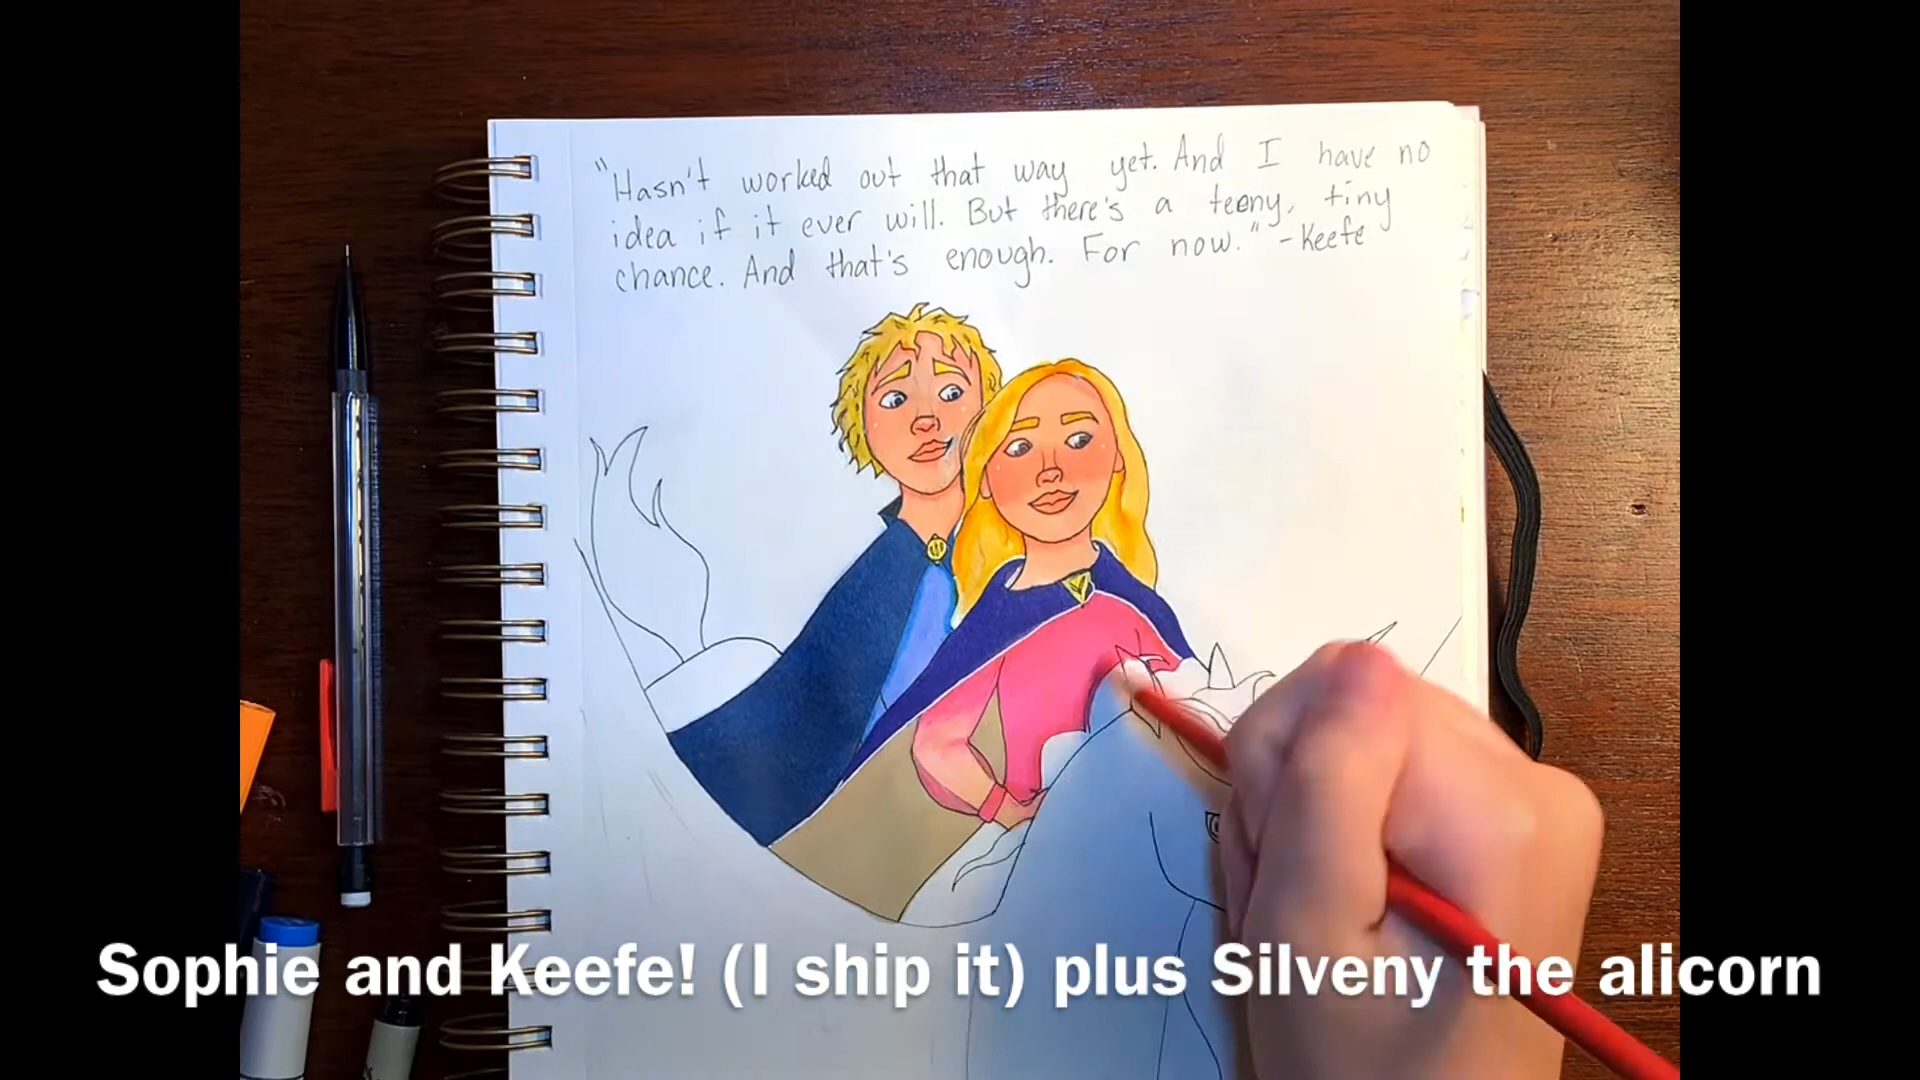 "Hasn't worked out that way yet. And I have no
idea if it ever will. But there's a teeny, tiny
chance. And that's enough. For now." -Keefe
Sophie and Keefe! (I ship it) plus Silveny the alicorn